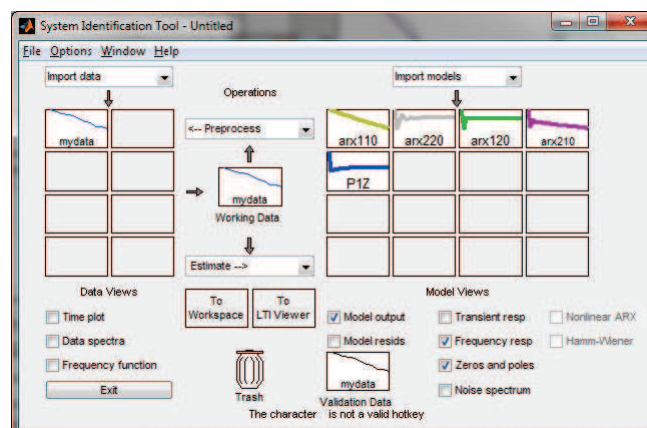 System Identification Tool - Untitled
File Options Window Help
Import data
Operations
Import models
mydata
<-- Preprocess
arx110
arx220
arx120
arx210
P1Z
mydata
Working Data
Estimate -->
Data Views
To Workspace
To LTI Viewer
Model Views
Time plot
Data spectra
Frequency function
Exit
Trash
Model output
Model resids
mydata
Validation Data
Transient resp
Frequency resp
Zeros and poles
Noise spectrum
Nonlinear ARX
Hamm-Wiener
The character is not a valid hotkey